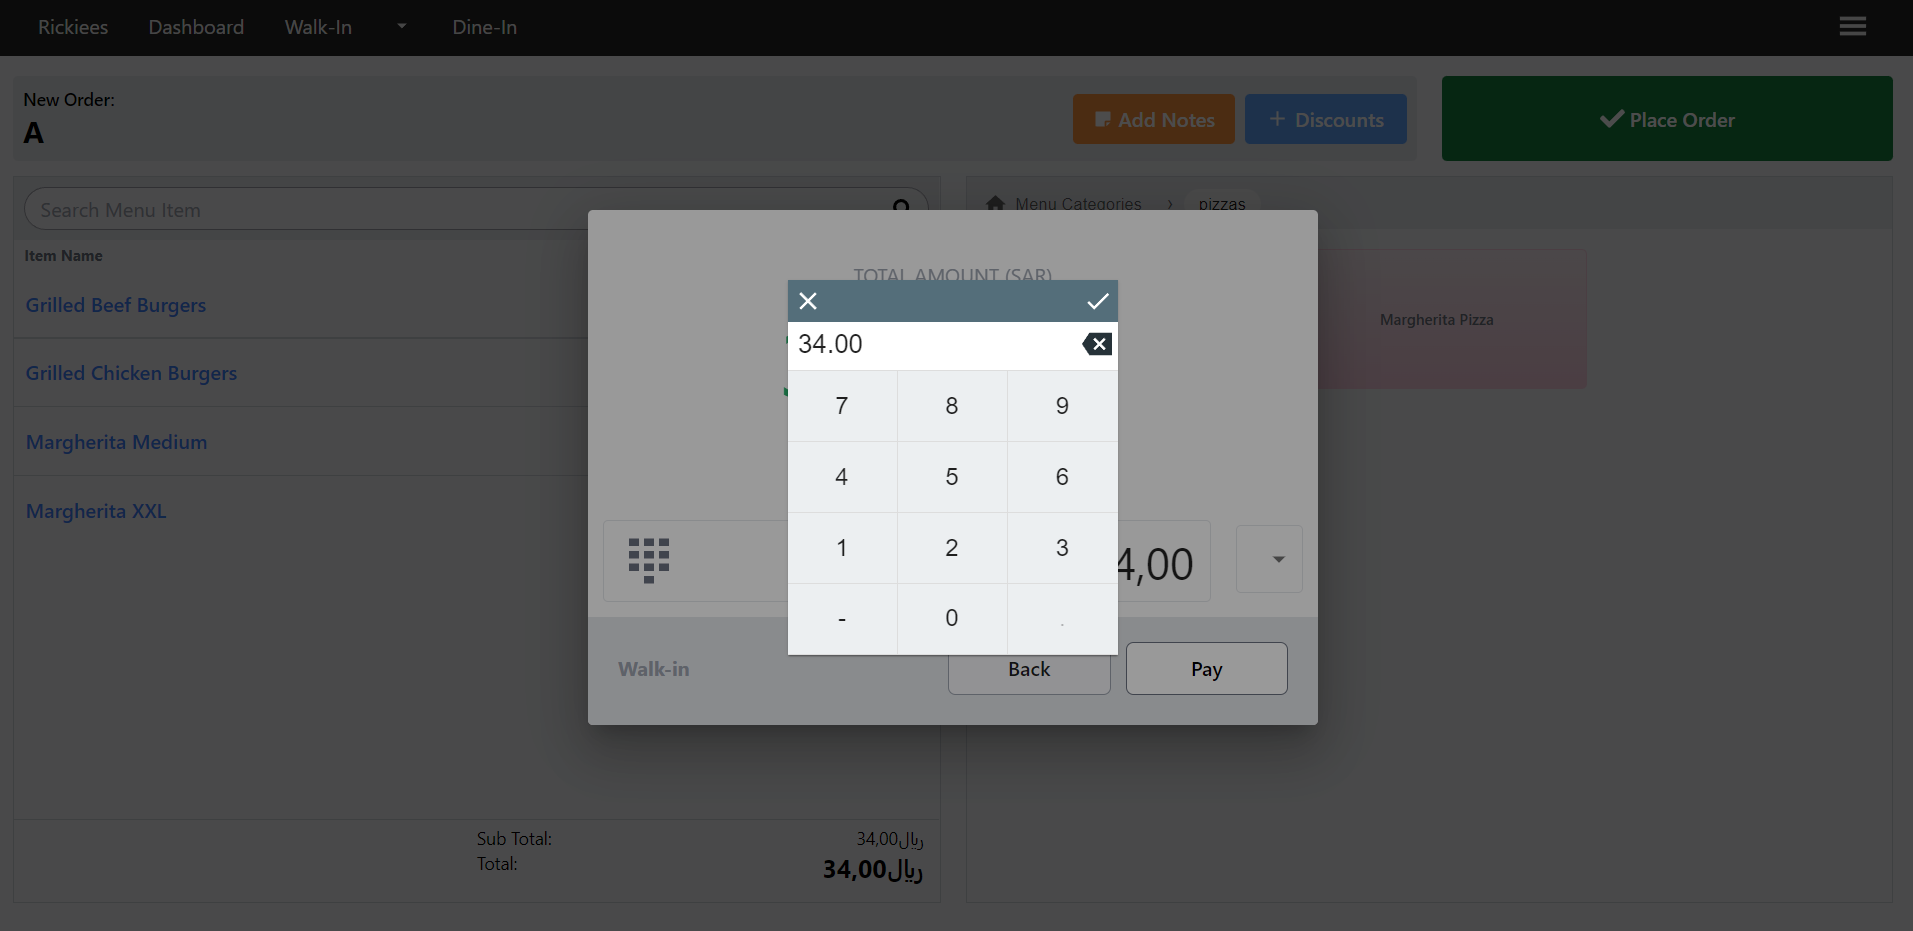 Rickiees Dashboard Walk-In Dine-In
New Order:
A
Add Notes
+ Discounts
Place Order
Search Menu Item
Menu Categories › pizzas
Item Name
Grilled Beef Burgers
Grilled Chicken Burgers
Margherita Medium
Margherita XXL
Margherita Pizza
TOTAL AMOUNT (SAR)
34.00
7 8 9
4 5 6
1 2 3
- 0 .
4,00
Walk-in
Back
Pay
Sub Total: 34,00ريال
Total: 34,00ريال